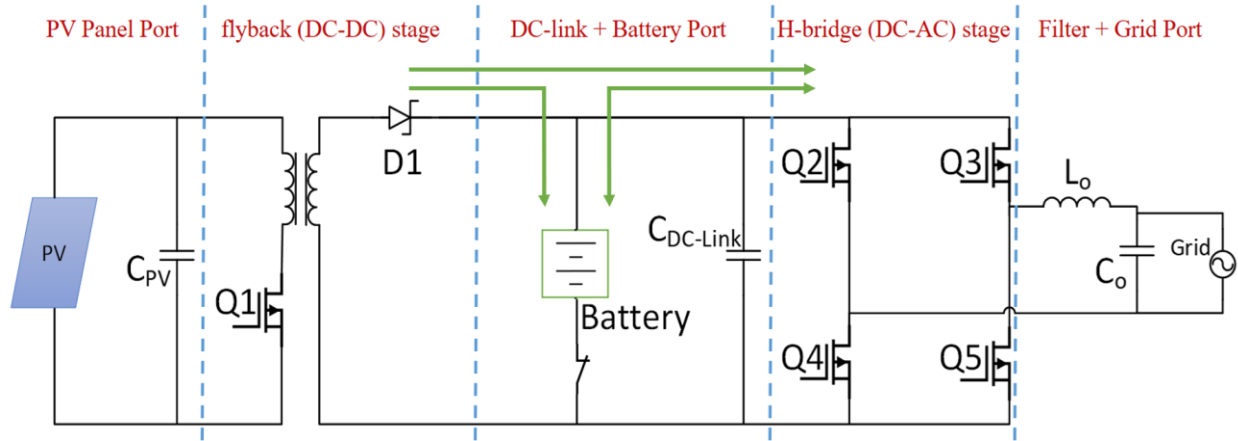 PV Panel Port
flyback (DC-DC) stage
DC-link + Battery Port
H-bridge (DC-AC) stage
Filter + Grid Port
D1
Q2
Q3
Lo
PV
CPV
CDC-Link
Co
Grid
Q1
Battery
Q4
Q5